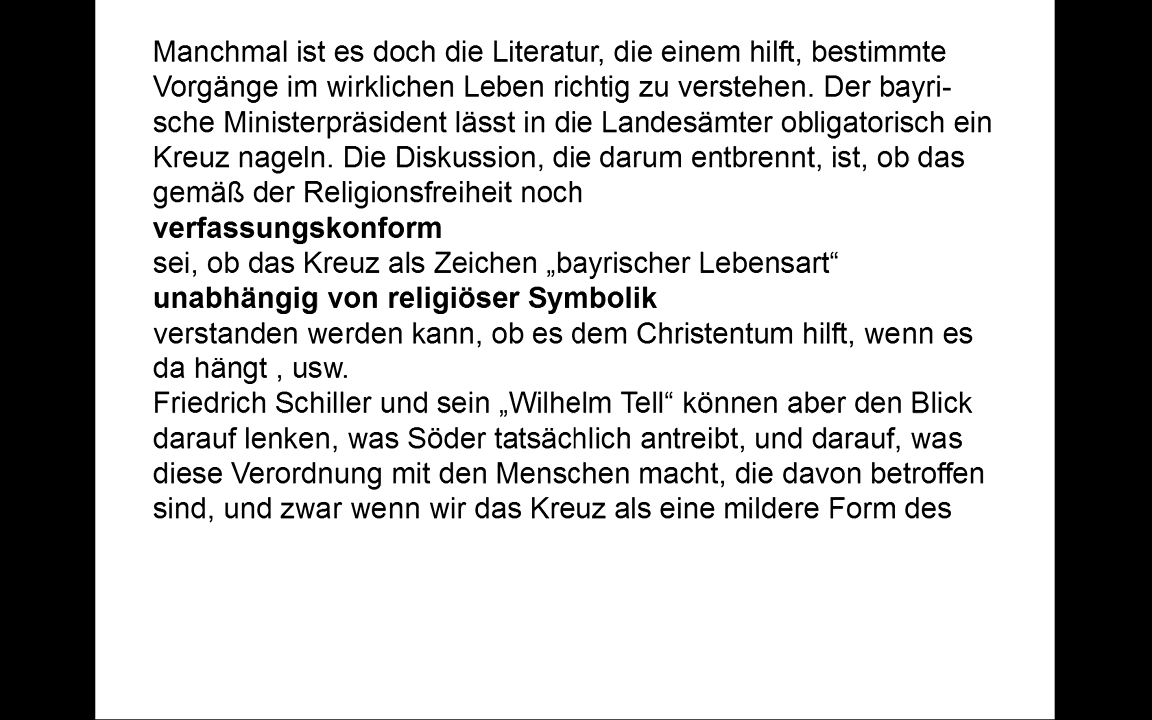 Manchmal ist es doch die Literatur, die einem hilft, bestimmte
Vorgänge im wirklichen Leben richtig zu verstehen. Der bayri-
sche Ministerpräsident lässt in die Landesämter obligatorisch ein
Kreuz nageln. Die Diskussion, die darum entbrennt, ist, ob das
gemäß der Religionsfreiheit noch
verfassungskonform
sei, ob das Kreuz als Zeichen „bayrischer Lebensart“
unabhängig von religiöser Symbolik
verstanden werden kann, ob es dem Christentum hilft, wenn es
da hängt , usw.
Friedrich Schiller und sein „Wilhelm Tell“ können aber den Blick
darauf lenken, was Söder tatsächlich antreibt, und darauf, was
diese Verordnung mit den Menschen macht, die davon betroffen
sind, und zwar wenn wir das Kreuz als eine mildere Form des